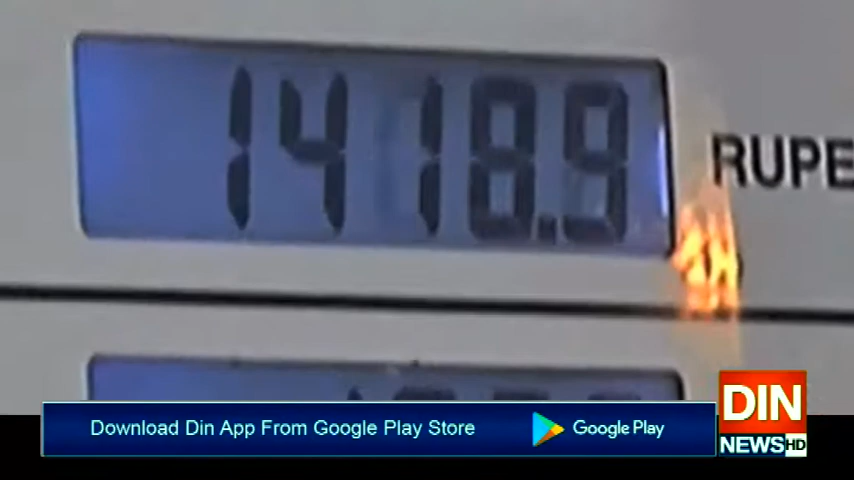 1418.9
RUPE
Download Din App From Google Play Store
Google Play
DIN
NEWS HD